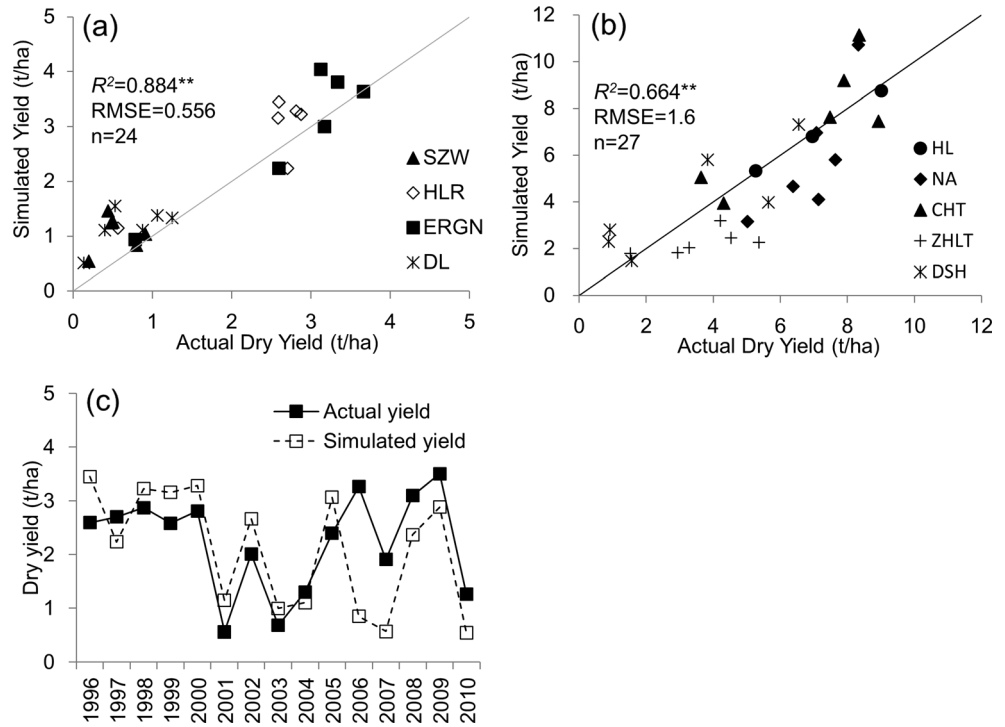 (a)
Simulated Yield (t/ha)
5
4
3
2
1
0
R²=0.884**
RMSE=0.556
n=24
SZW
HLR
ERGN
DL
0 1 2 3 4 5
Actual Dry Yield (t/ha)
(b)
Simulated Yield (t/ha)
12
10
8
6
4
2
0
R²=0.664**
RMSE=1.6
n=27
HL
NA
CHT
ZHLT
DSH
0 2 4 6 8 10 12
Actual Dry Yield (t/ha)
(c)
Dry yield (t/ha)
5
4
3
2
1
0
Actual yield
Simulated yield
1996 1997 1998 1999 2000 2001 2002 2003 2004 2005 2006 2007 2008 2009 2010